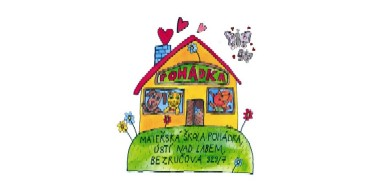 POHÁDKA
MATEŘSKÁ ŠKOLA POHÁDKA,
ÚSTÍ NAD LABEM,
BEZRUČOVA 323/7